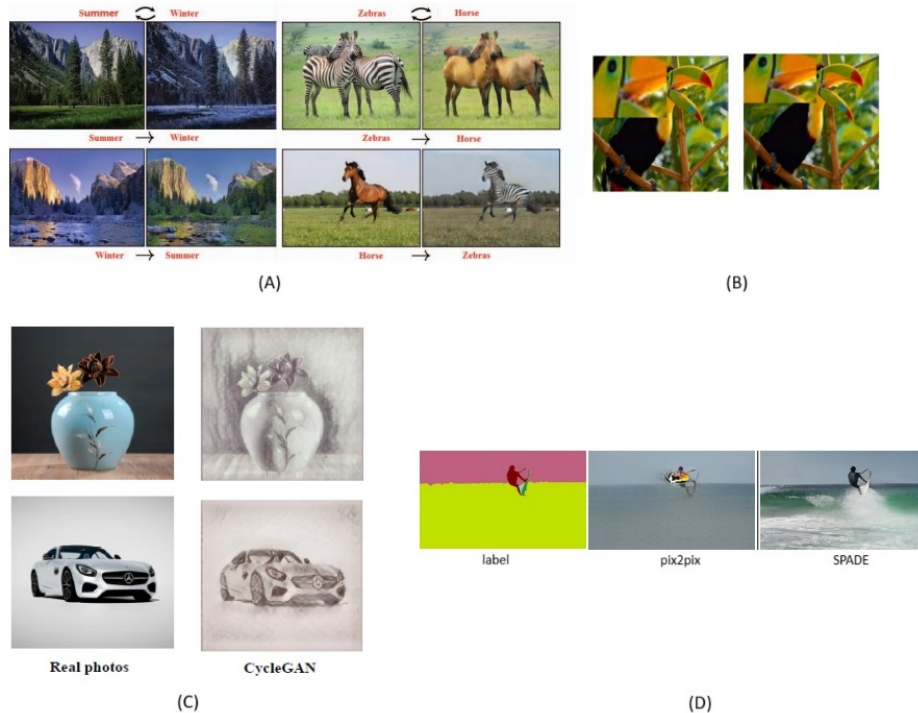 Summer Winter
Zebras Horse
Summer → Winter
Zebras → Horse
Winter → Summer
Horse → Zebras
(A)
(B)
Real photos
CycleGAN
label
pix2pix
SPADE
(C)
(D)